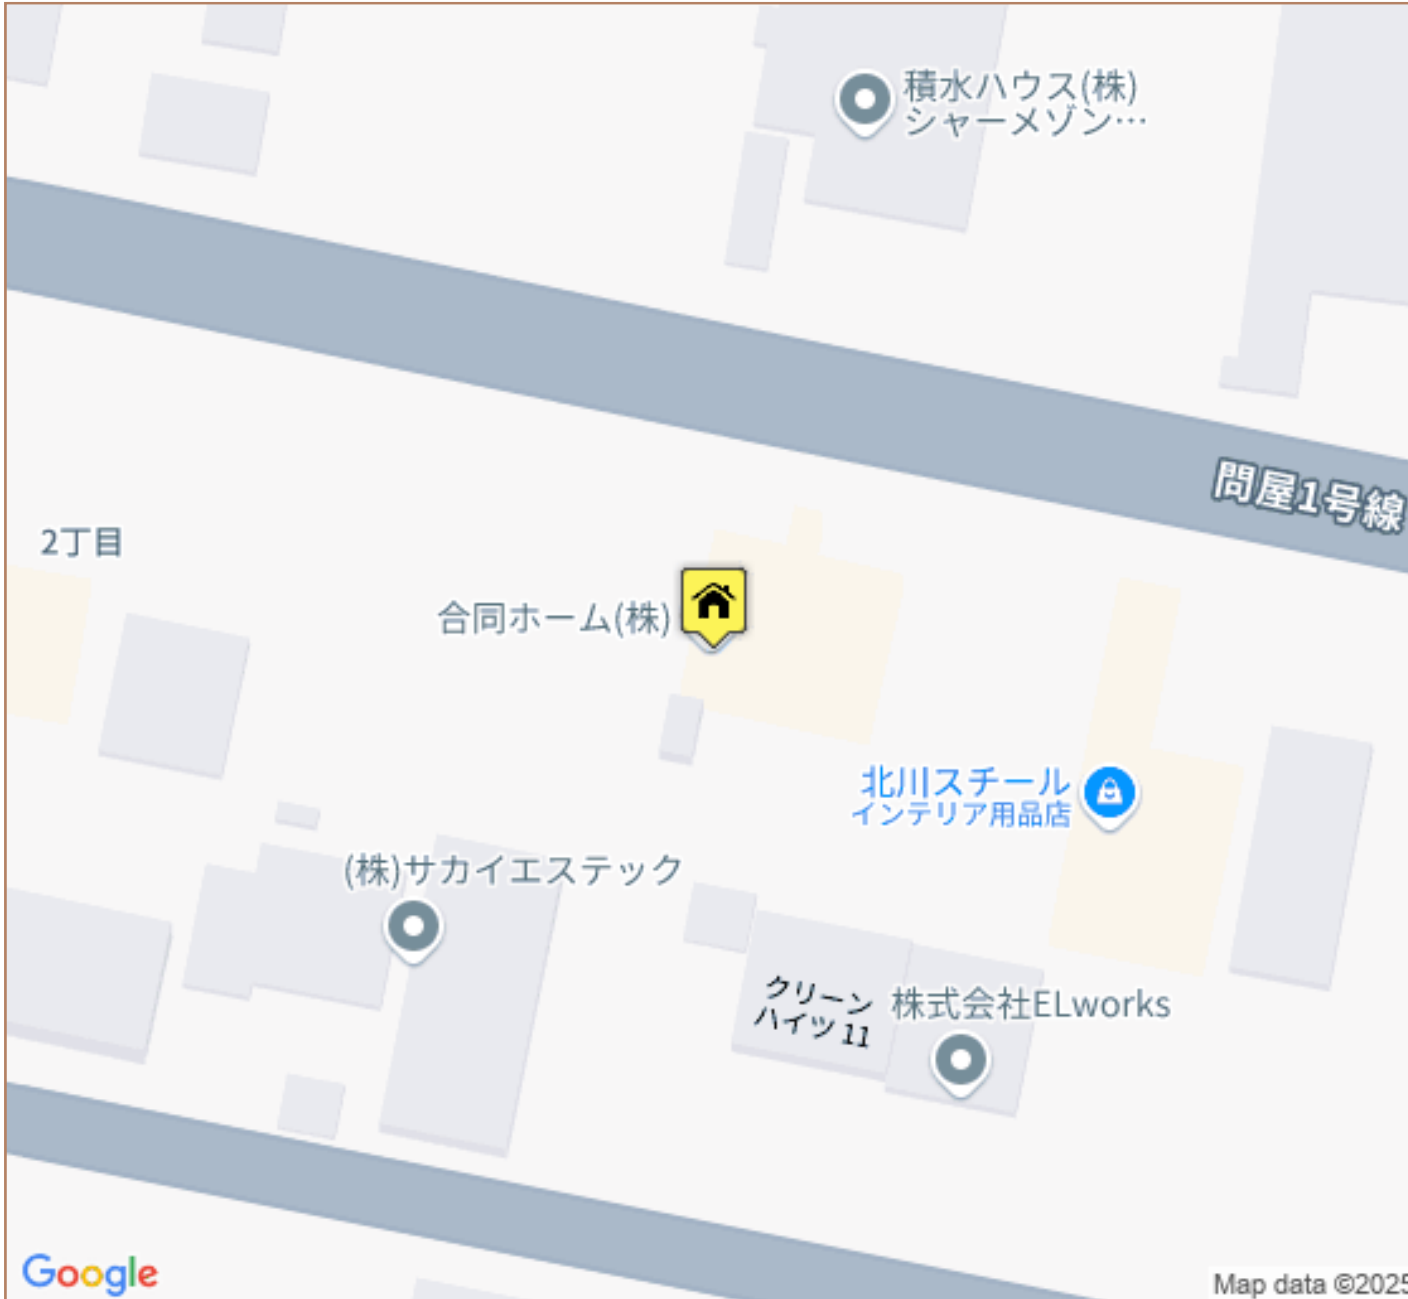 積水ハウス(株)
シャーメゾン…
問屋1号線
2丁目
合同ホーム(株)
北川スチール
インテリア用品店
(株)サカイエステック
クリーン
ハイツ 11
株式会社ELworks
Google
Map data ©2025